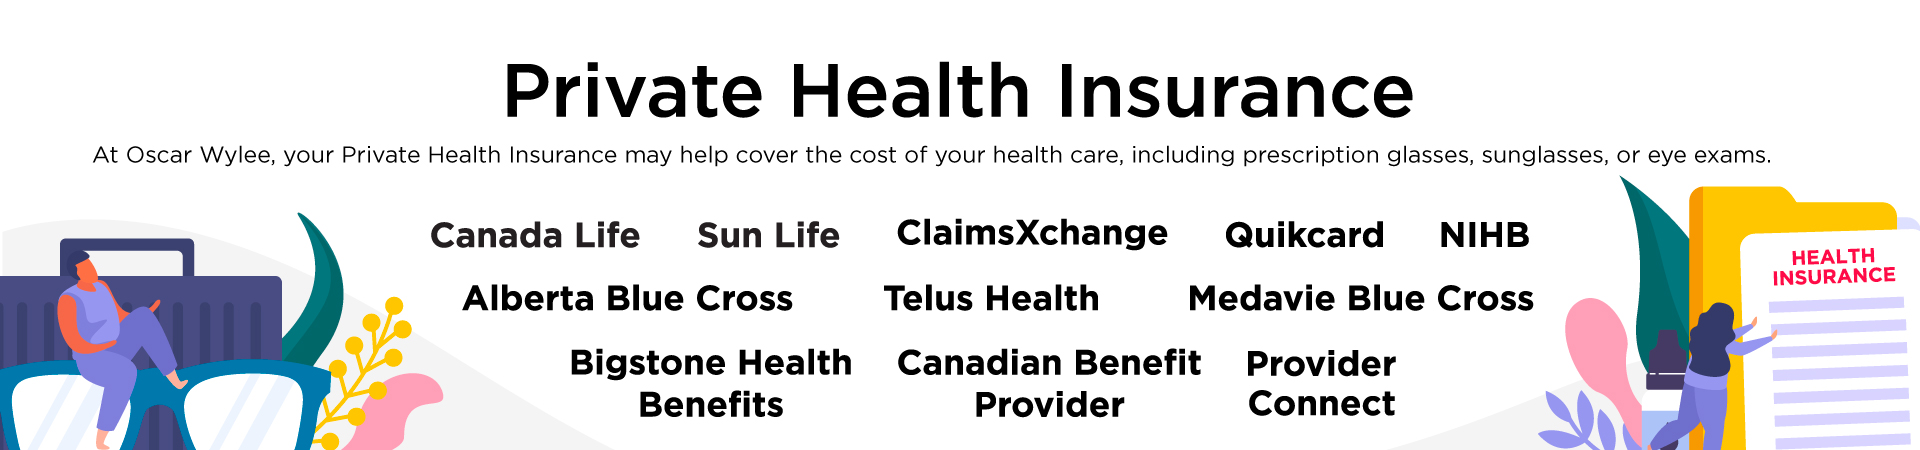 Private Health Insurance
At Oscar Wylee, your Private Health Insurance may help cover the cost of your health care, including prescription glasses, sunglasses, or eye exams.
Canada Life Sun Life ClaimsXchange Quikcard NIHB
Alberta Blue Cross Telus Health Medavie Blue Cross
Bigstone Health
Benefits
Canadian Benefit
Provider
Provider
Connect
HEALTH
INSURANCE